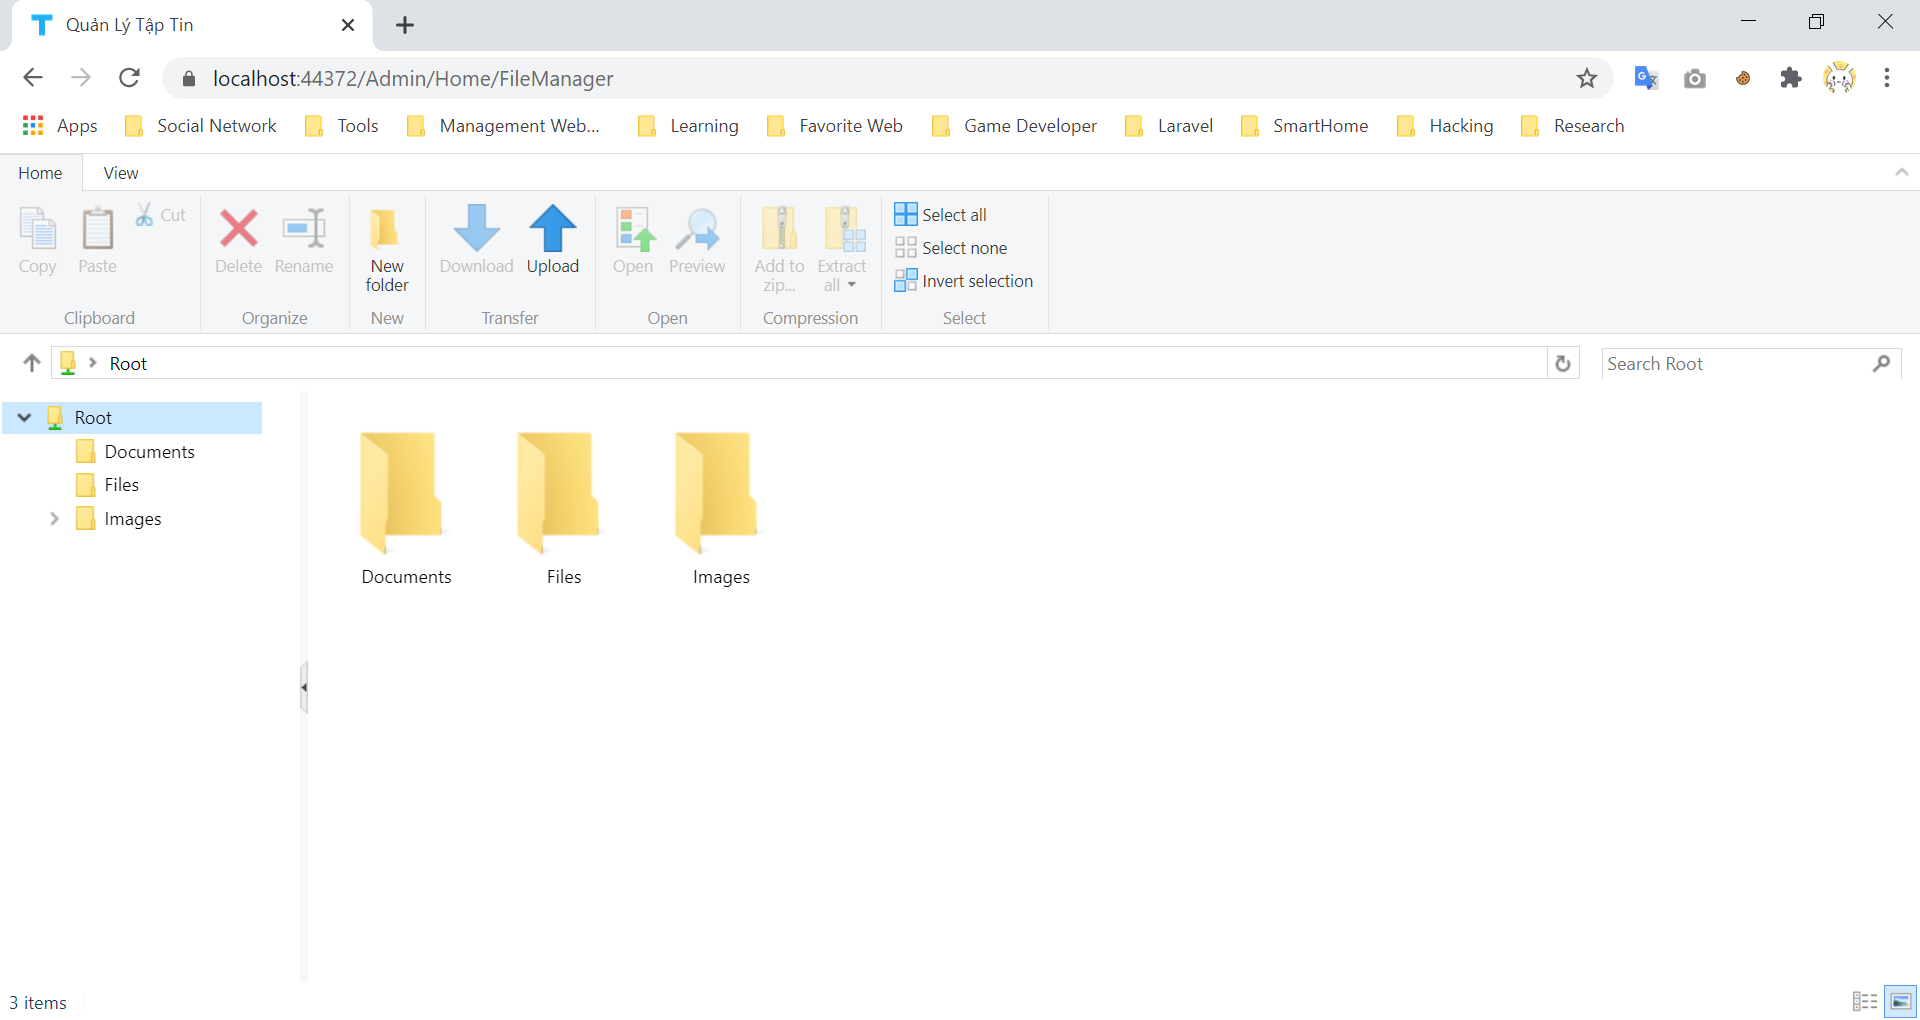 Quản Lý Tập Tin
localhost:44372/Admin/Home/FileManager
Apps Social Network Tools Management Web... Learning Favorite Web Game Developer Laravel SmartHome Hacking Research
Home View
Copy Paste Cut
Clipboard
Delete Rename
Organize
New folder
New
Download Upload
Transfer
Open Preview
Open
Add to zip... Extract all
Compression
Select all
Select none
Invert selection
Select
Root
Search Root
Root
Documents
Files
Images
Documents Files Images
3 items